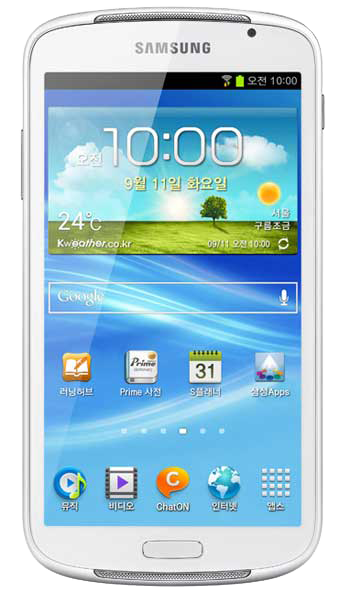 SAMSUNG
오전 10:00
오전 10:00
9월 11일 화요일
24℃
서울
구름조금
Kweather.co.kr
09/11 오전 10:00
Google
Prime
31
러닝허브
Prime 사전
S플래너
삼성Apps
C
뮤직
비디오
ChatON
인터넷
앱스